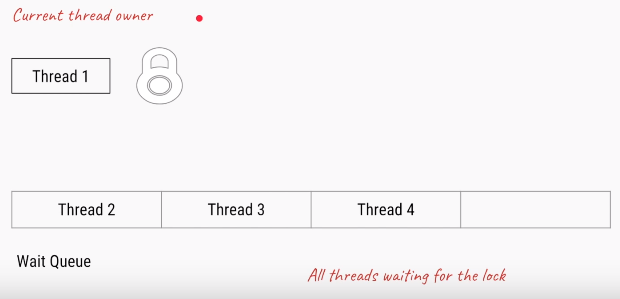 Current thread owner
Thread 1
Thread 2
Thread 3
Thread 4
Wait Queue
All threads waiting for the lock